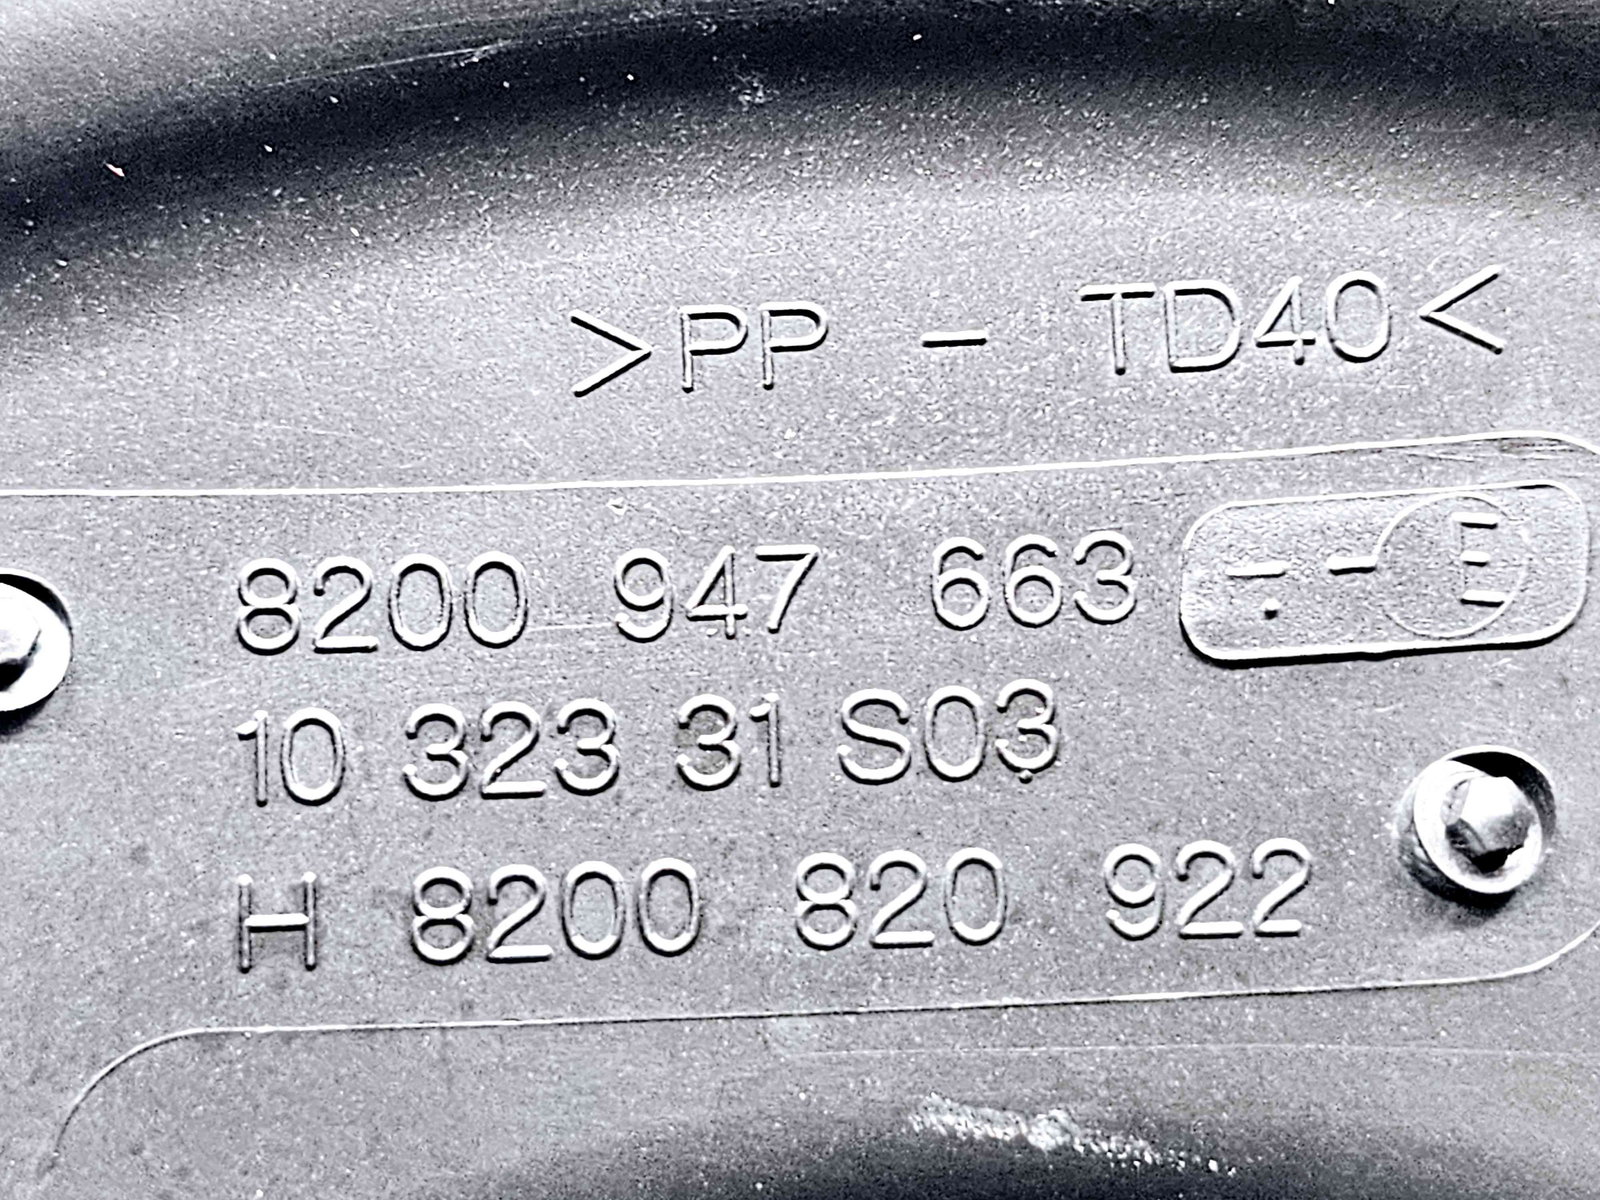 >PP - TD40<
8200 947 663
10 323 31 S03
H 8200 820 922